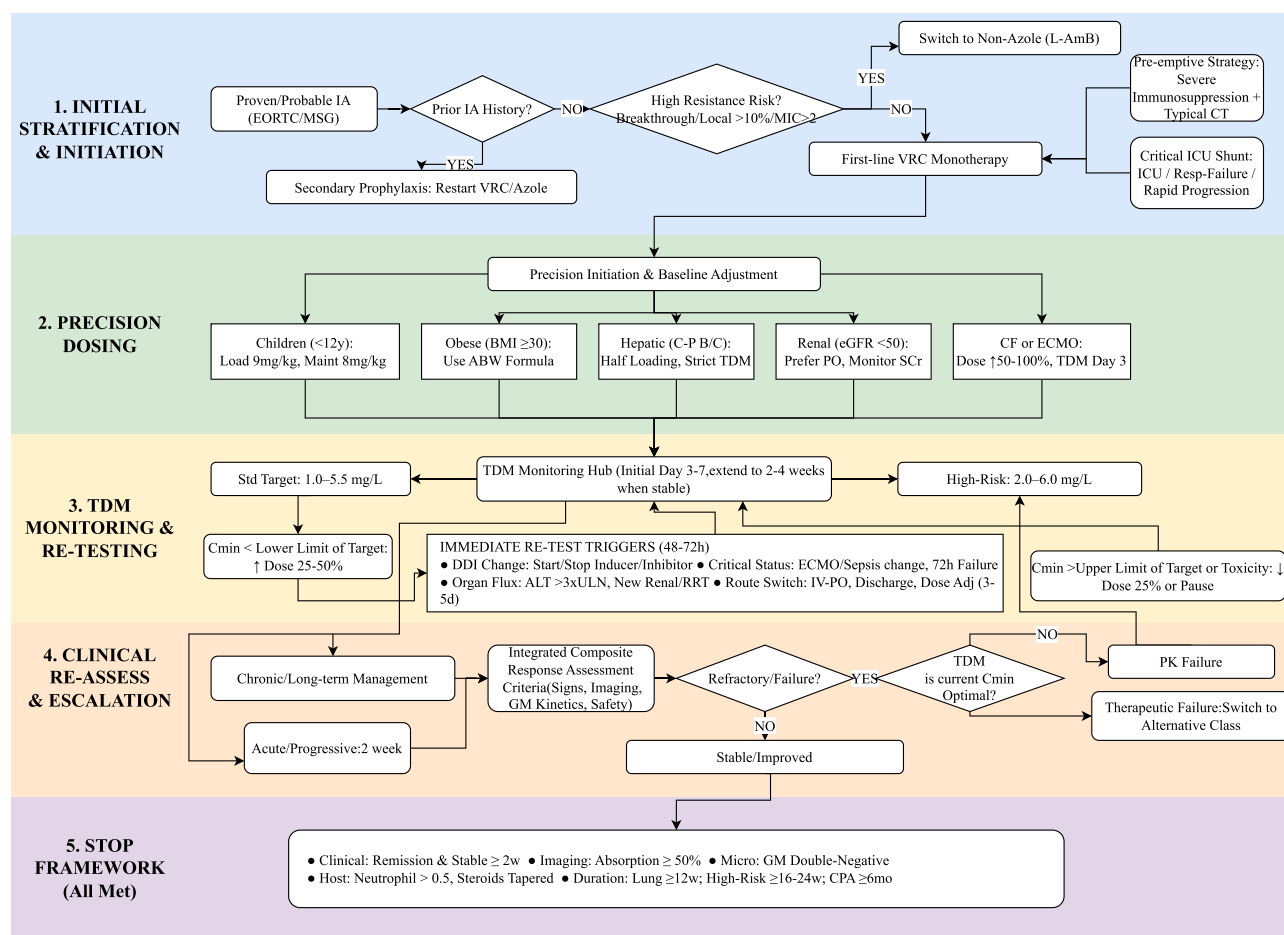 1. INITIAL
STRATIFICATION
& INITIATION
Proven/Probable IA
(EORTC/MSG)
Prior IA History?
NO
YES
Secondary Prophylaxis: Restart VRC/Azole
High Resistance Risk?
Breakthrough/Local >10%/MIC>2
YES
NO
Switch to Non-Azole (L-AmB)
First-line VRC Monotherapy
Pre-emptive Strategy:
Severe
Immunosuppression +
Typical CT
Critical ICU Shunt:
ICU / Resp-Failure /
Rapid Progression
2. PRECISION
DOSING
Precision Initiation & Baseline Adjustment
Children (<12y):
Load 9mg/kg, Maint 8mg/kg
Obese (BMI ≥30):
Use ABW Formula
Hepatic (C-P B/C):
Half Loading, Strict TDM
Renal (eGFR <50):
Prefer PO, Monitor SCr
CF or ECMO:
Dose ↑50-100%, TDM Day 3
3. TDM
MONITORING &
RE-TESTING
Std Target: 1.0–5.5 mg/L
TDM Monitoring Hub (Initial Day 3-7,extend to 2-4 weeks
when stable)
High-Risk: 2.0–6.0 mg/L
Cmin < Lower Limit of Target:
↑ Dose 25-50%
IMMEDIATE RE-TEST TRIGGERS (48-72h)
● DDI Change: Start/Stop Inducer/Inhibitor ● Critical Status: ECMO/Sepsis change, 72h Failure
● Organ Flux: ALT >3xULN, New Renal/RRT ● Route Switch: IV-PO, Discharge, Dose Adj (3-
5d)
Cmin >Upper Limit of Target or Toxicity: ↓
Dose 25% or Pause
4. CLINICAL
RE-ASSESS
& ESCALATION
Chronic/Long-term Management
Acute/Progressive:2 week
Integrated Composite
Response Assessment
Criteria(Signs, Imaging,
GM Kinetics, Safety)
Refractory/Failure?
YES
NO
Stable/Improved
TDM
is current Cmin
Optimal?
NO
PK Failure
Therapeutic Failure:Switch to
Alternative Class
5. STOP
FRAMEWORK
(All Met)
● Clinical: Remission & Stable ≥ 2w ● Imaging: Absorption ≥ 50% ● Micro: GM Double-Negative
● Host: Neutrophil > 0.5, Steroids Tapered ● Duration: Lung ≥12w; High-Risk ≥16-24w; CPA ≥6mo